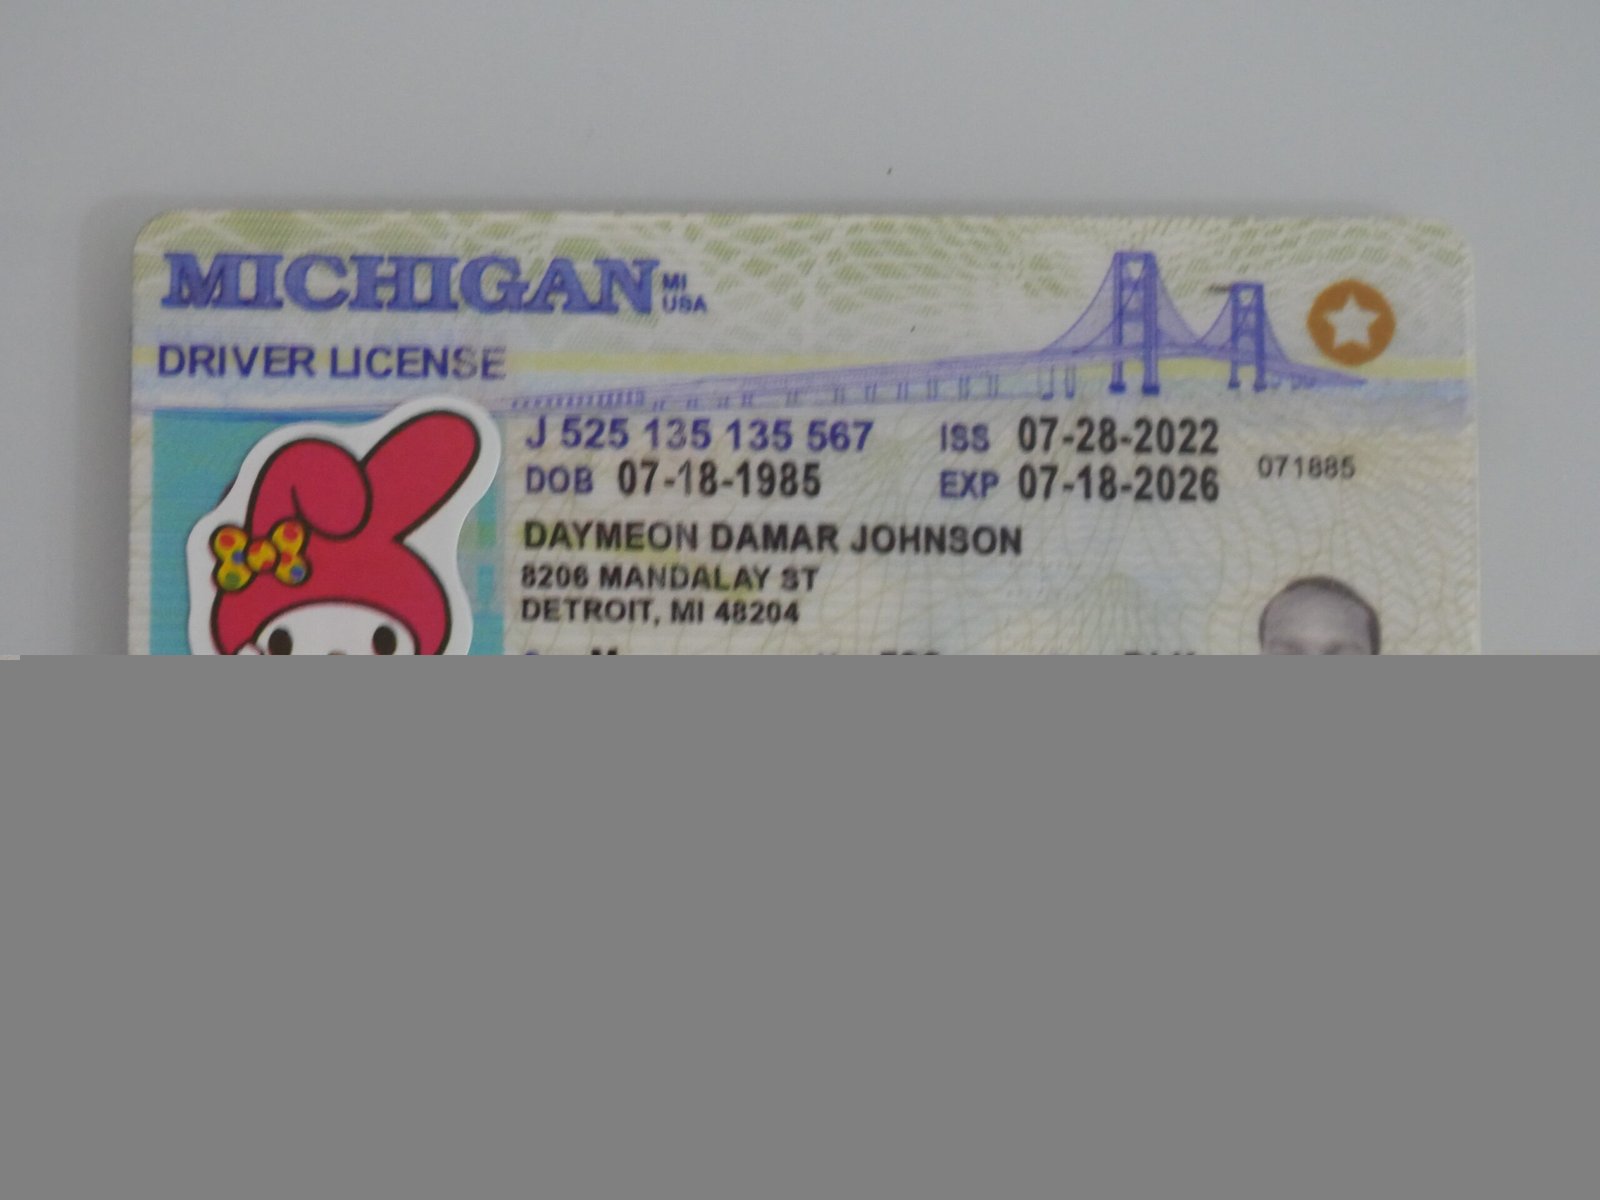 MICHIGAN MI USA
DRIVER LICENSE
J 525 135 135 567 ISS 07-28-2022
DOB 07-18-1985 EXP 07-18-2026 071885
DAYMEON DAMAR JOHNSON
8206 MANDALAY ST
DETROIT, MI 48204